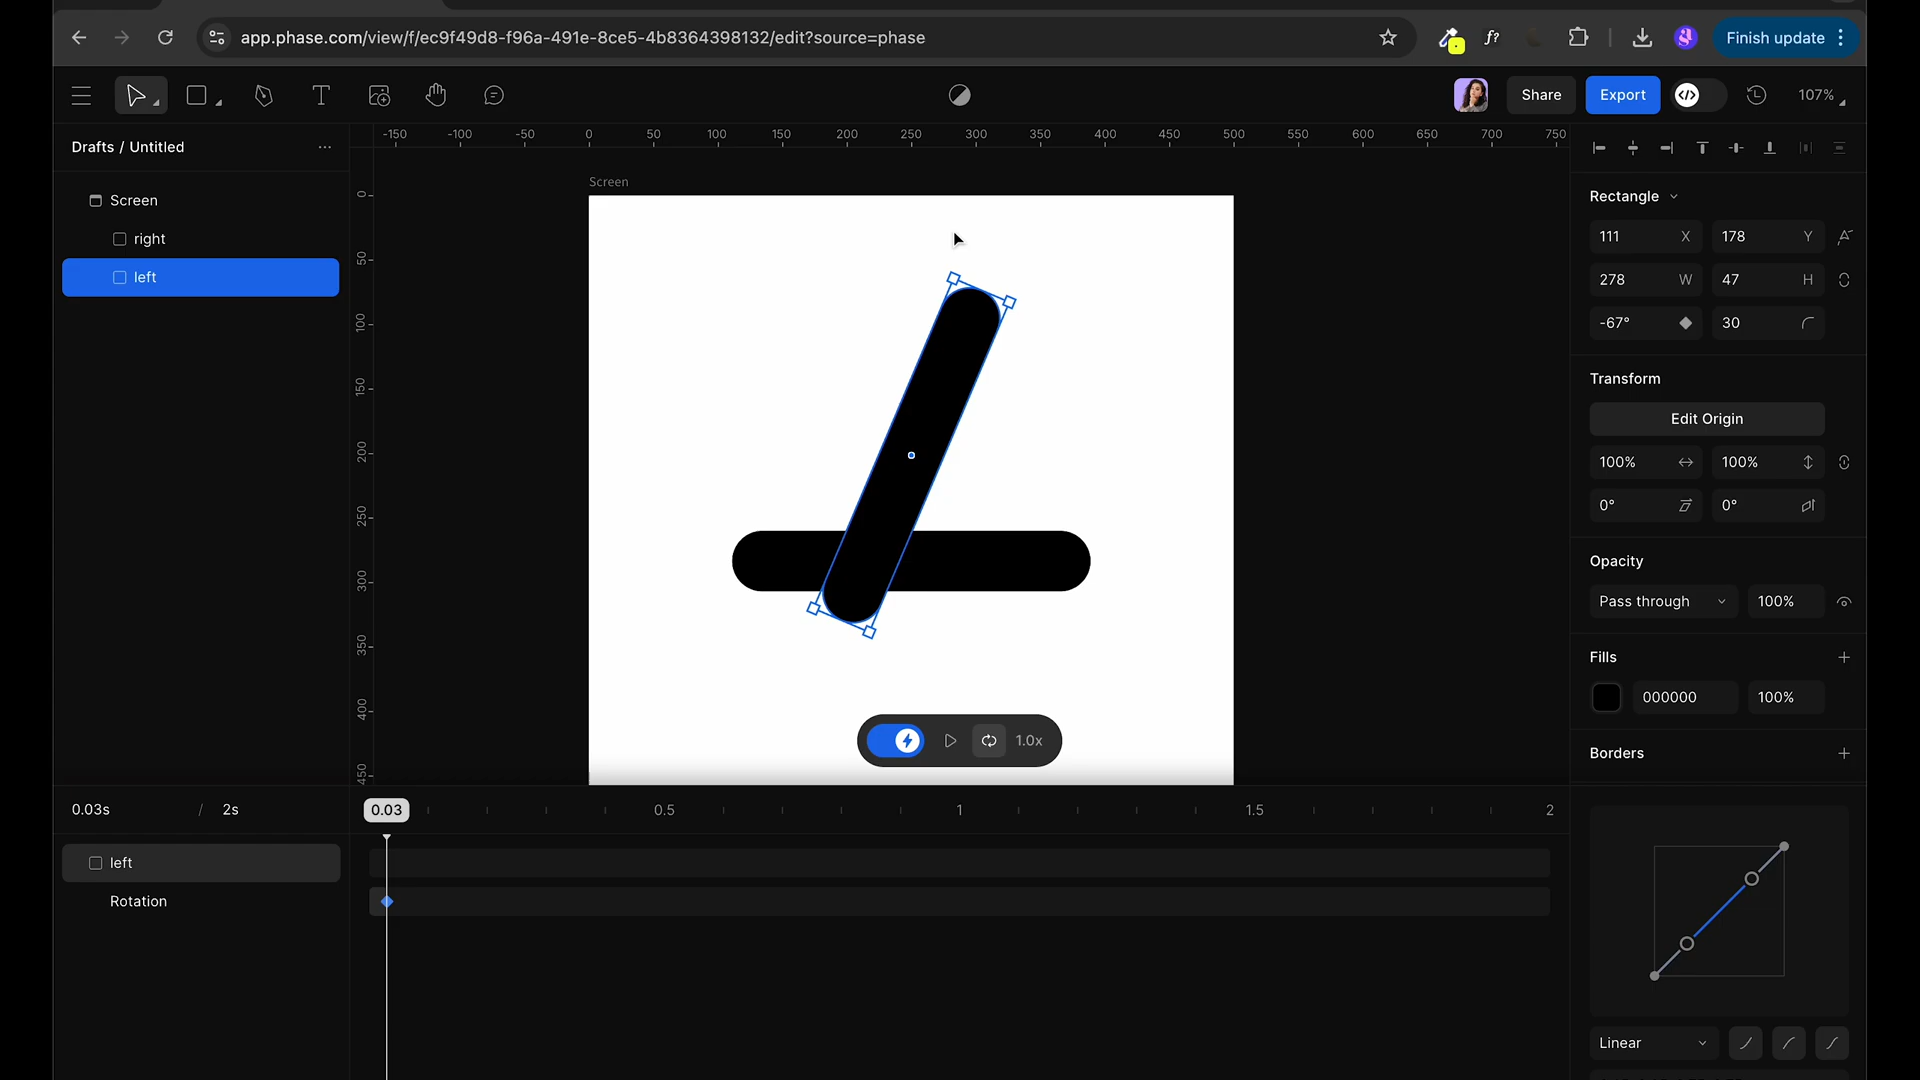 app.phase.com/view/f/ec9f49d8-f96a-491e-8ce5-4b8364398132/edit?source=phase
f?
Finish update
T
Share
Export
107%
Drafts / Untitled
-150 -100 -50 0 50 100 150 200 250 300 350 400 450 500 550 600 650 700 750
Screen
right
left
Screen
0
50
100
150
200
250
300
350
400
450
1.0x
Rectangle
111 X 178 Y
278 W 47 H
-67° 30
Transform
Edit Origin
100% 100%
0° 0°
Opacity
Pass through 100%
Fills
000000 100%
Borders
0.03s / 2s
0.03 0.5 1 1.5 2
left
Rotation
Linear